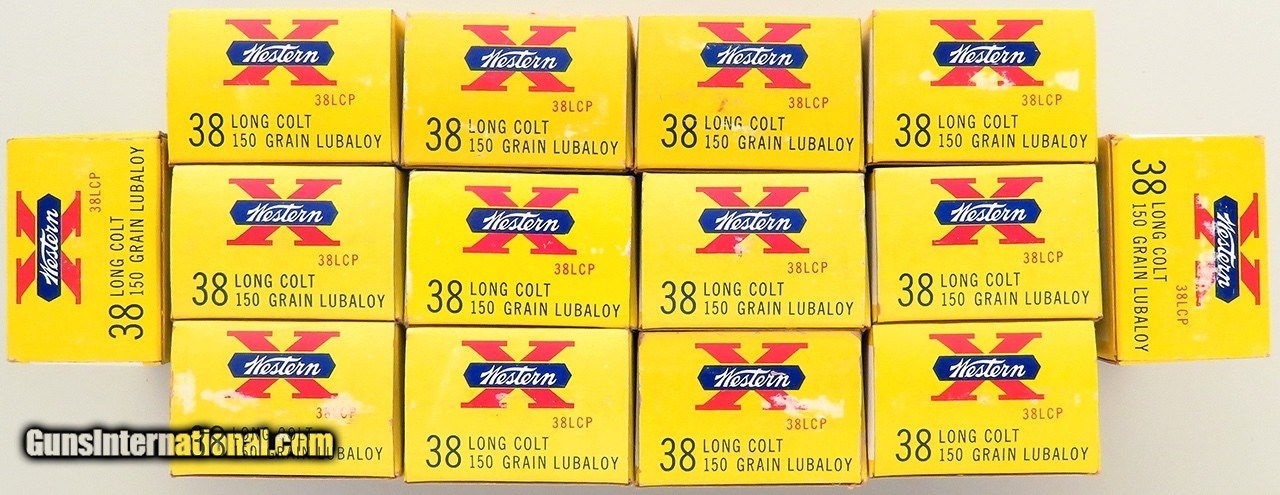 Western
38LCP
38 LONG COLT
150 GRAIN LUBALOY
Western
38LCP
38 LONG COLT
150 GRAIN LUBALOY
Western
38LCP
38 LONG COLT
150 GRAIN LUBALOY
Western
38LCP
38 LONG COLT
150 GRAIN LUBALOY
Western
38LCP
38 LONG COLT
150 GRAIN LUBALOY
Western
38LCP
38 LONG COLT
150 GRAIN LUBALOY
Western
38LCP
38 LONG COLT
150 GRAIN LUBALOY
Western
38LCP
38 LONG COLT
150 GRAIN LUBALOY
Western
38LCP
38 LONG COLT
150 GRAIN LUBALOY
Western
38LCP
38 LONG COLT
150 GRAIN LUBALOY
Western
38LCP
38 LONG COLT
150 GRAIN LUBALOY
GunsInternational.com
Western
38LCP
38 LONG COLT
150 GRAIN LUBALOY
Western
38LCP
38 LONG COLT
150 GRAIN LUBALOY
Western
38LCP
38 LONG COLT
150 GRAIN LUBALOY